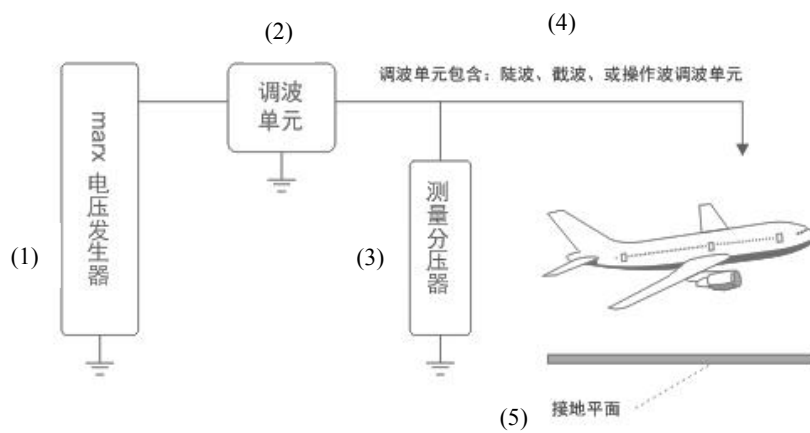 (4)
(2)
调波单元包含：陡波、截波、或操作波调波单元
调波
单元
marx 电压发生器
测量分压器
(1)
(3)
接地平面
(5)